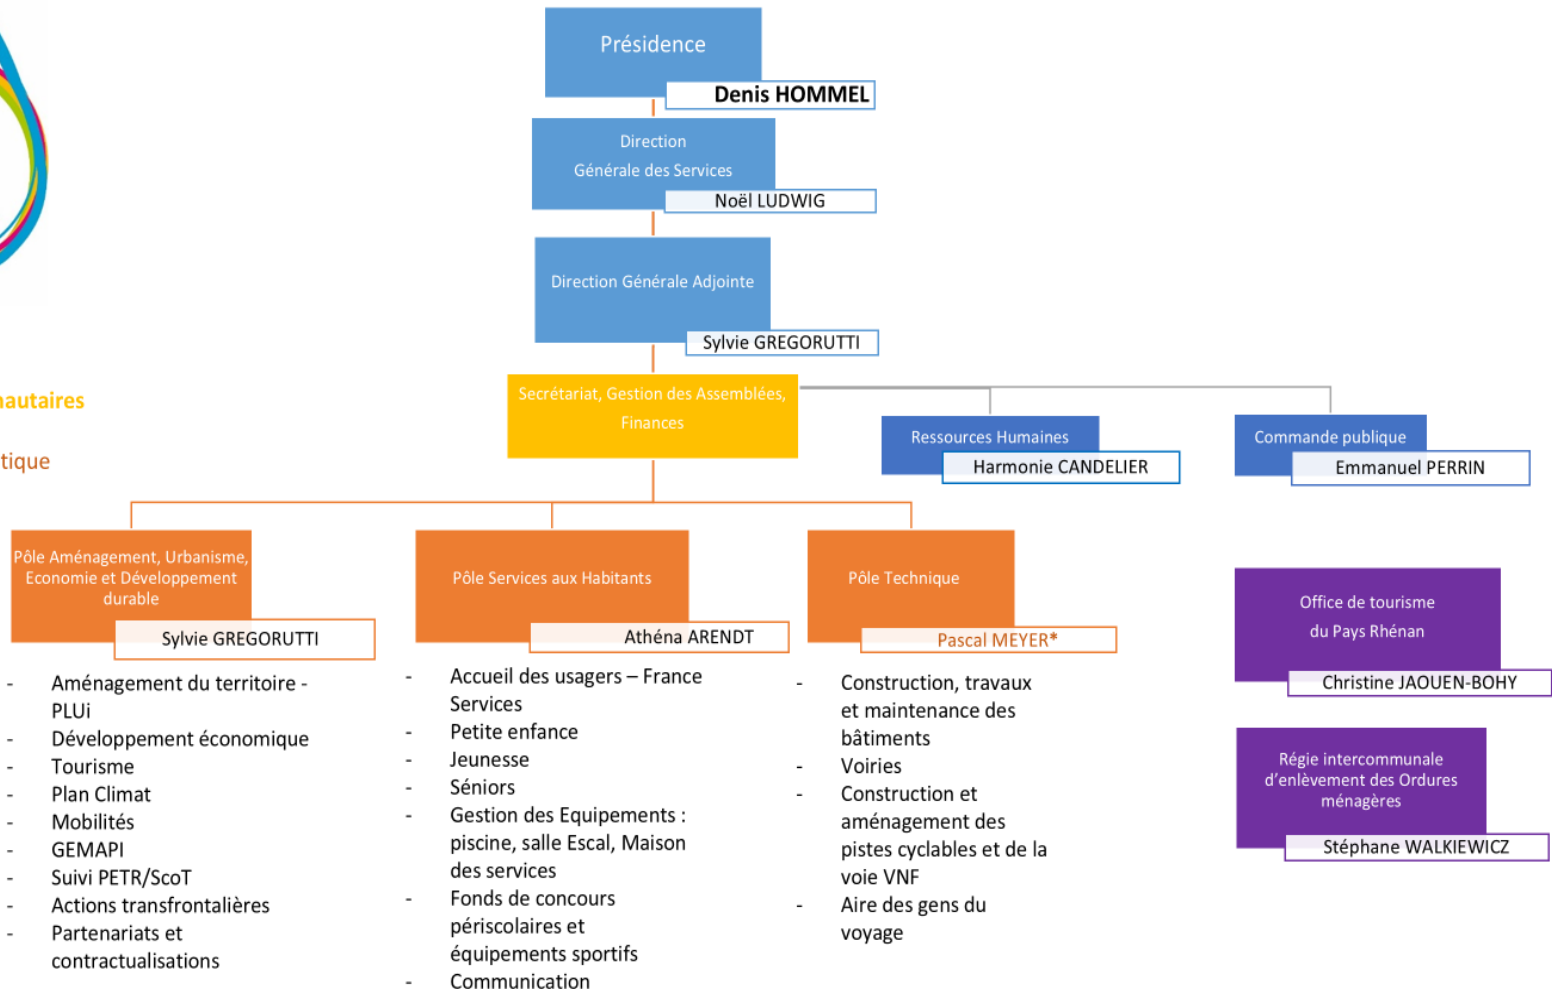 Présidence
Denis HOMMEL
Direction
Générale des Services
Noël LUDWIG
Direction Générale Adjointe
Sylvie GREGORUTTI
nautaires
tique
Secrétariat, Gestion des Assemblées,
Finances
Ressources Humaines
Harmonie CANDELIER
Commande publique
Emmanuel PERRIN
Pôle Aménagement, Urbanisme,
Economie et Développement
durable
Sylvie GREGORUTTI
- Aménagement du territoire -
PLUi
- Développement économique
- Tourisme
- Plan Climat
- Mobilités
- GEMAPI
- Suivi PETR/ScoT
- Actions transfrontalières
- Partenariats et
contractualisations
Pôle Services aux Habitants
Athéna ARENDT
- Accueil des usagers – France
Services
- Petite enfance
- Jeunesse
- Séniors
- Gestion des Equipements :
piscine, salle Escal, Maison
des services
- Fonds de concours
périscolaires et
équipements sportifs
- Communication
Pôle Technique
Pascal MEYER*
- Construction, travaux
et maintenance des
bâtiments
- Voiries
- Construction et
aménagement des
pistes cyclables et de la
voie VNF
- Aire des gens du
voyage
Office de tourisme
du Pays Rhénan
Christine JAOUEN-BOHY
Régie intercommunale
d'enlèvement des Ordures
ménagères
Stéphane WALKIEWICZ